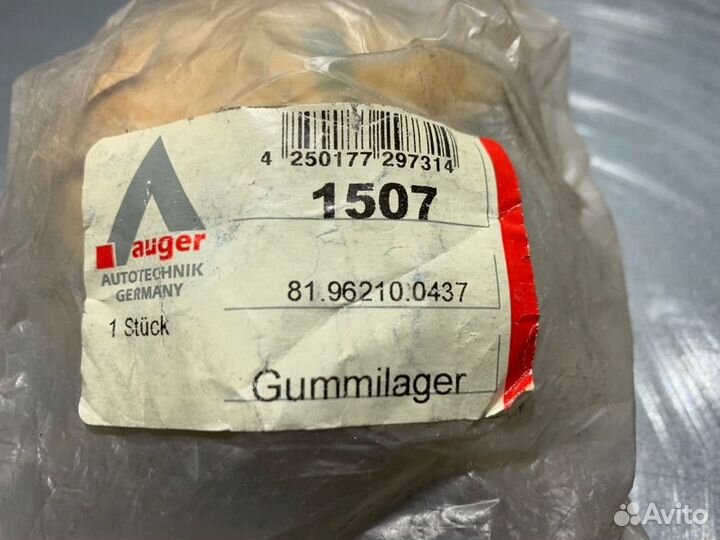 4 250177 297314
1507
auger
AUTOTECHNIK
GERMANY
81.96210.0437
1 Stück
Gummilager
Avito